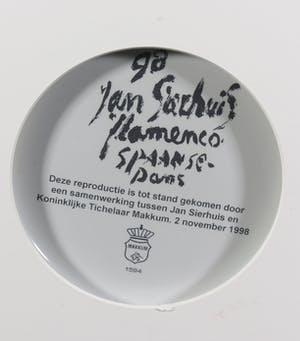 98
Jan Sierhuis
flamenco
SPAANSE-
Dans
Deze reproductie is tot stand gekomen door
een samenwerking tussen Jan Sierhuis en
Koninklijke Tichelaar Makkum. 2 november 1998
MAKKUM
1594